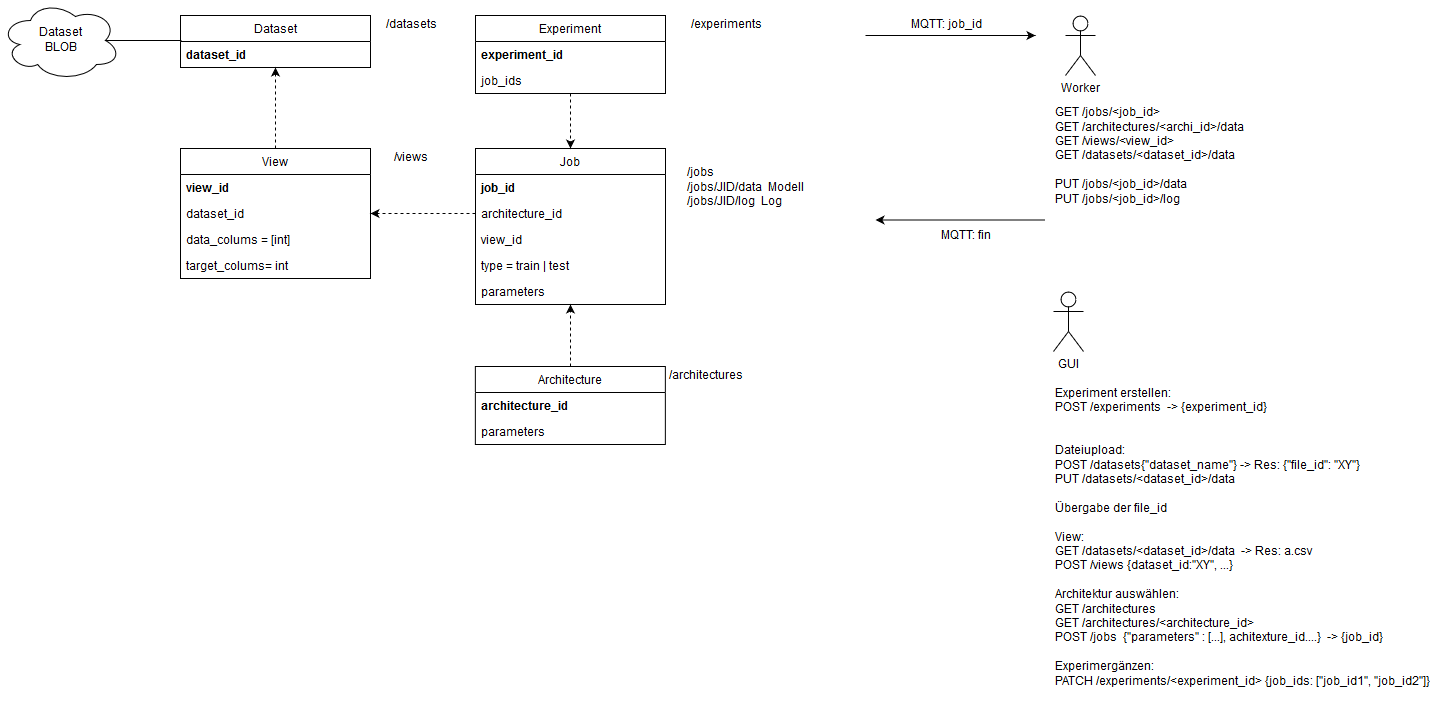 Dataset
BLOB
Dataset
dataset_id
/datasets
Experiment
experiment_id
job_ids
/experiments
MQTT: job_id
Worker
GET /jobs/<job_id>
GET /architectures/<archi_id>/data
GET /views/<view_id>
GET /datasets/<dataset_id>/data
PUT /jobs/<job_id>/data
PUT /jobs/<job_id>/log
MQTT: fin
View
view_id
dataset_id
data_colums = [int]
target_colums= int
/views
Job
job_id
architecture_id
view_id
type = train | test
parameters
/jobs
/jobs/JID/data  Modell
/jobs/JID/log  Log
Architecture
architecture_id
parameters
/architectures
GUI
Experiment erstellen:
POST /experiments  -> {experiment_id}
Dateiupload:
POST /datasets{"dataset_name"} -> Res: {"file_id": "XY"}
PUT /datasets/<dataset_id>/data
Übergabe der file_id
View:
GET /datasets/<dataset_id>/data  -> Res: a.csv
POST /views {dataset_id:"XY", ...}
Architektur auswählen:
GET /architectures
GET /architectures/<architecture_id>
POST /jobs  {"parameters" : [...], achitexture_id....}  -> {job_id}
Experimergänzen:
PATCH /experiments/<experiment_id> {job_ids: ["job_id1", "job_id2"]}